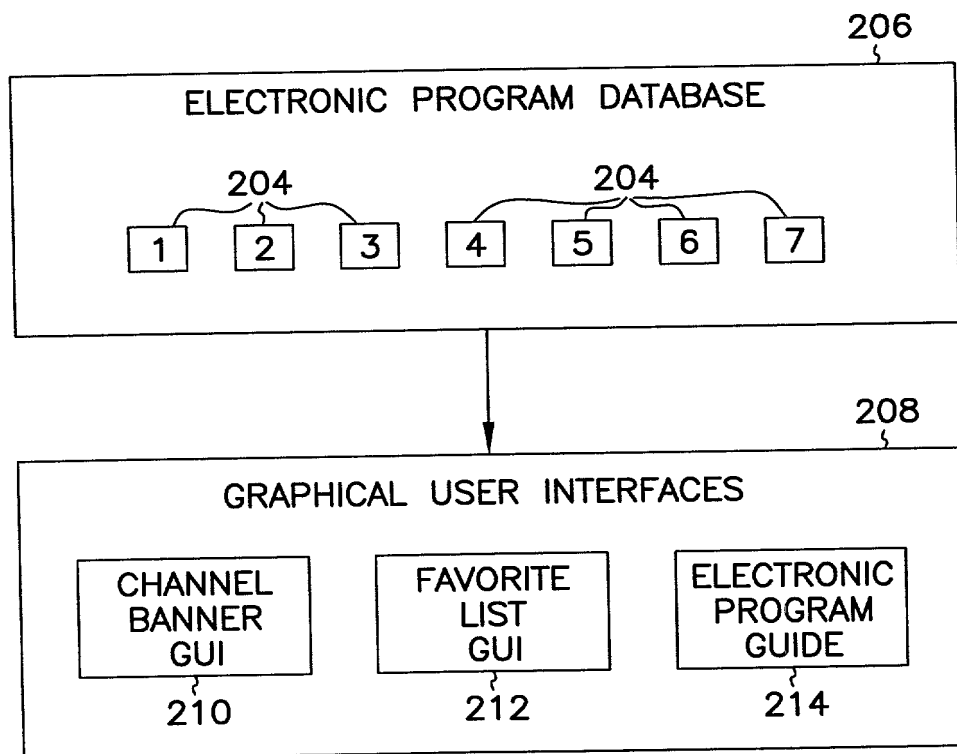 206
ELECTRONIC PROGRAM DATABASE
204 204
1 2 3 4 5 6 7
208
GRAPHICAL USER INTERFACES
CHANNEL
BANNER
GUI
210
FAVORITE
LIST
GUI
212
ELECTRONIC
PROGRAM
GUIDE
214